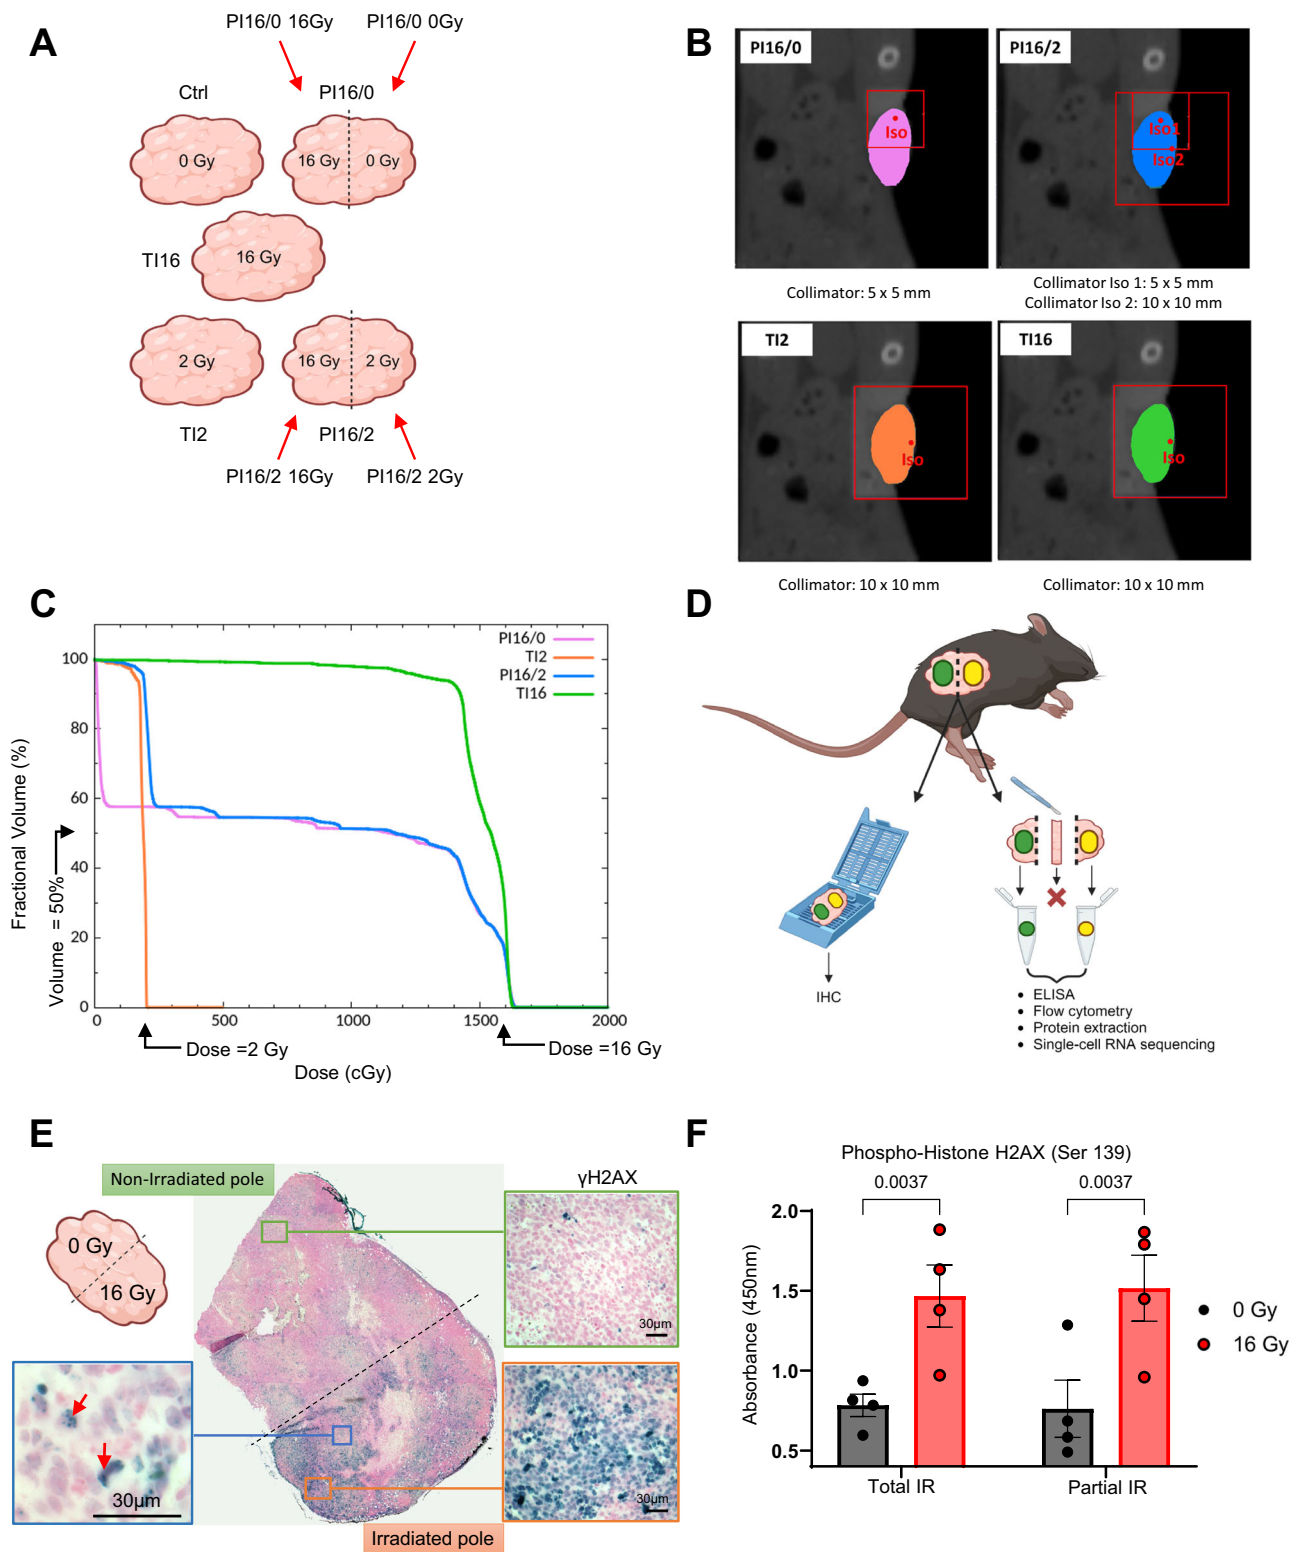 A
PI16/0 16Gy
PI16/0 0Gy
Ctrl
PI16/0
0 Gy
16 Gy
0 Gy
TI16
16 Gy
2 Gy
16 Gy
2 Gy
TI2
PI16/2
PI16/2 16Gy
PI16/2 2Gy
B
PI16/0
Iso
Collimator: 5 x 5 mm
PI16/2
Iso1
Iso2
Collimator Iso 1: 5 x 5 mm
Collimator Iso 2: 10 x 10 mm
TI2
Iso
Collimator: 10 x 10 mm
TI16
Iso
Collimator: 10 x 10 mm
C
PI16/0
TI2
PI16/2
TI16
100
80
60
40
20
0
Fractional Volume (%)
Volume = 50%
0
500
1000
1500
2000
Dose =2 Gy
Dose =16 Gy
Dose (cGy)
D
IHC
• ELISA
• Flow cytometry
• Protein extraction
• Single-cell RNA sequencing
E
Non-Irradiated pole
γH2AX
0 Gy
16 Gy
30μm
30μm
30μm
Irradiated pole
F
Phospho-Histone H2AX (Ser 139)
0.0037
0.0037
2.0
1.5
1.0
0.5
Absorbance (450nm)
0 Gy
16 Gy
Total IR
Partial IR